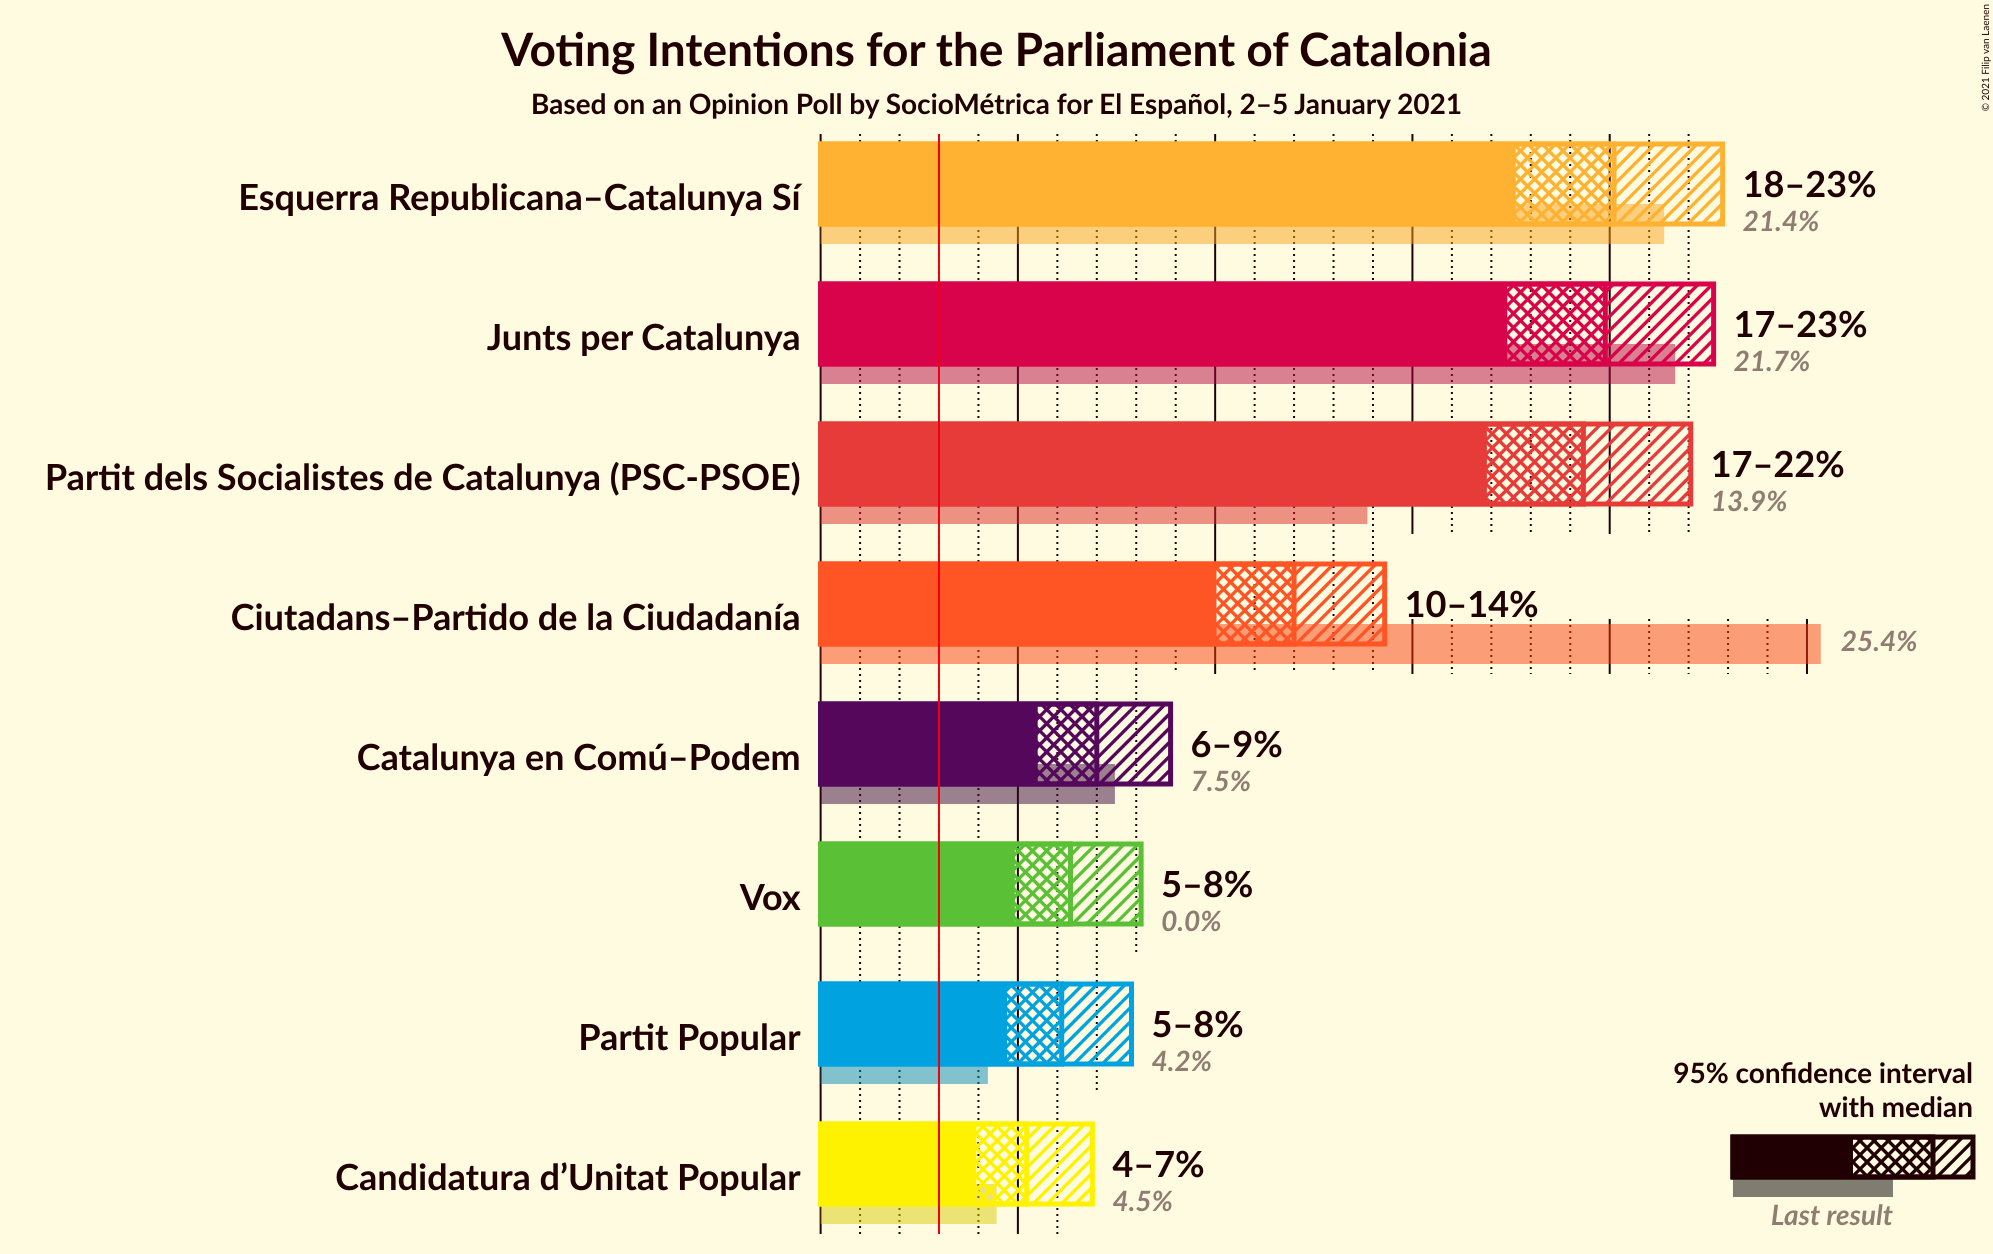 Voting Intentions for the Parliament of Catalonia
Based on an Opinion Poll by SocioMétrica for El Español, 2–5 January 2021
© 2021 Filip van Laenen
Esquerra Republicana–Catalunya Sí
18–23%
21.4%
Junts per Catalunya
17–23%
21.7%
Partit dels Socialistes de Catalunya (PSC-PSOE)
17–22%
13.9%
Ciutadans–Partido de la Ciudadanía
10–14%
25.4%
Catalunya en Comú–Podem
6–9%
7.5%
Vox
5–8%
0.0%
Partit Popular
5–8%
4.2%
Candidatura d’Unitat Popular
4–7%
4.5%
95% confidence interval
with median
Last result